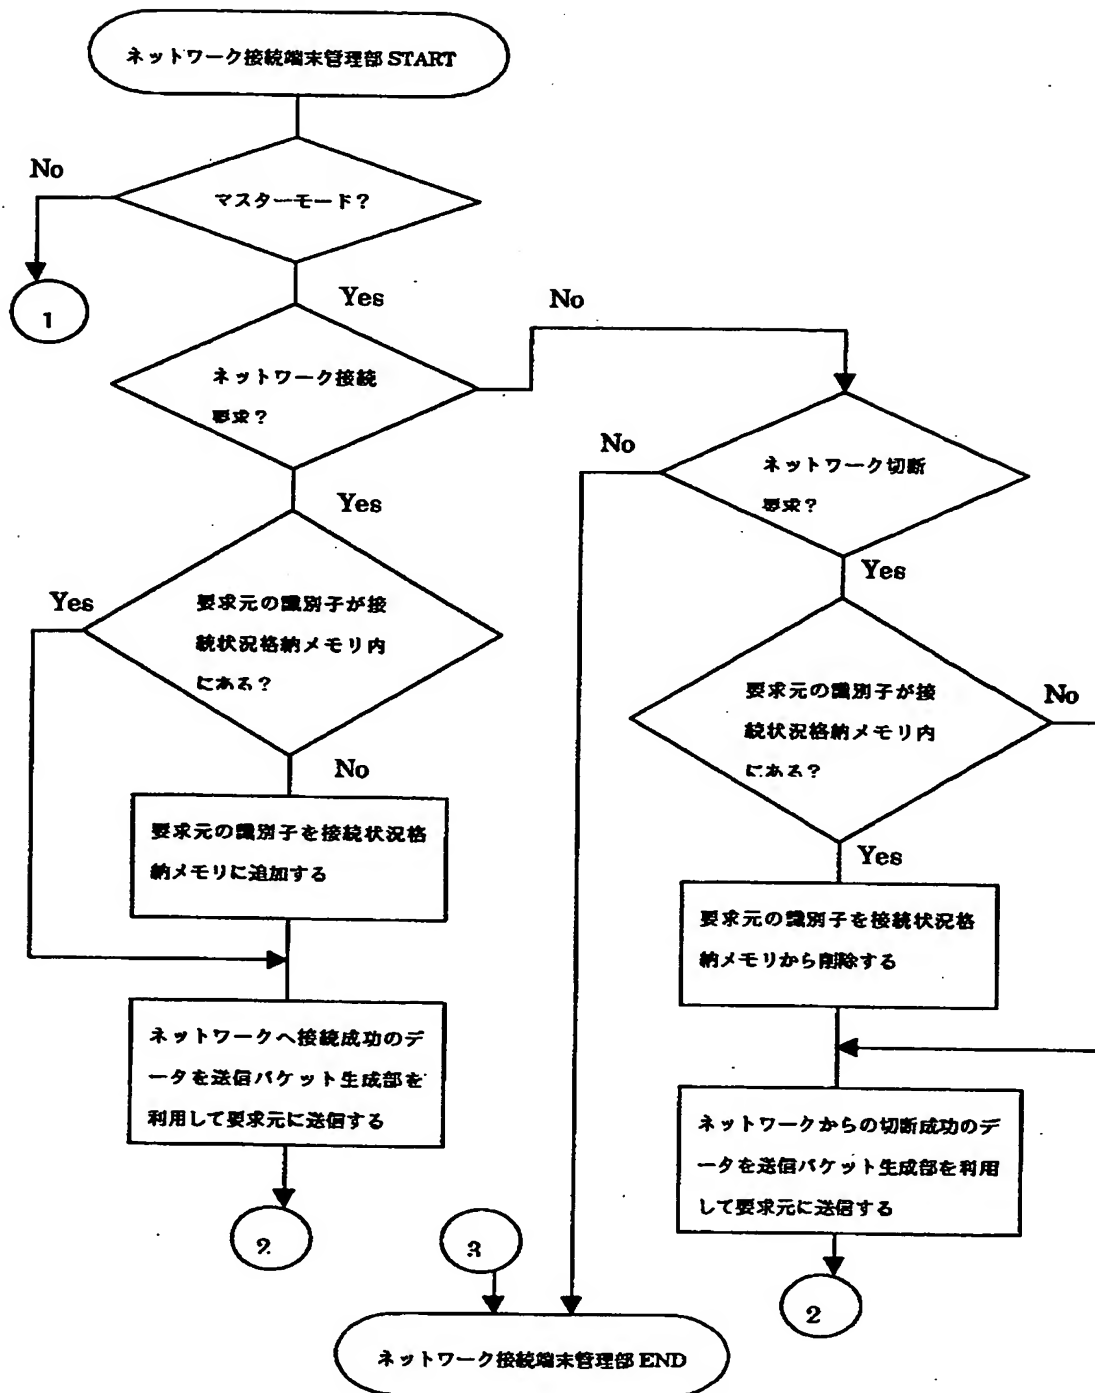 ネットワーク接続端末管理部 START
No
マスターモード?
1
Yes
No
ネットワーク接続
要求?
No
ネットワーク切断
要求?
Yes
Yes
Yes
要求元の識別子が接
続状況格納メモリ内
にある?
要求元の識別子が接
続状況格納メモリ内
にある?
No
No
要求元の識別子を接続状況格
納メモリに追加する
Yes
要求元の識別子を接続状況格
納メモリから削除する
ネットワークへ接続成功のデ
ータを送信パケット生成部を
利用して要求元に送信する
ネットワークからの切断成功のデ
ータを送信パケット生成部を利用
して要求元に送信する
2
3
2
ネットワーク接続端末管理部 END